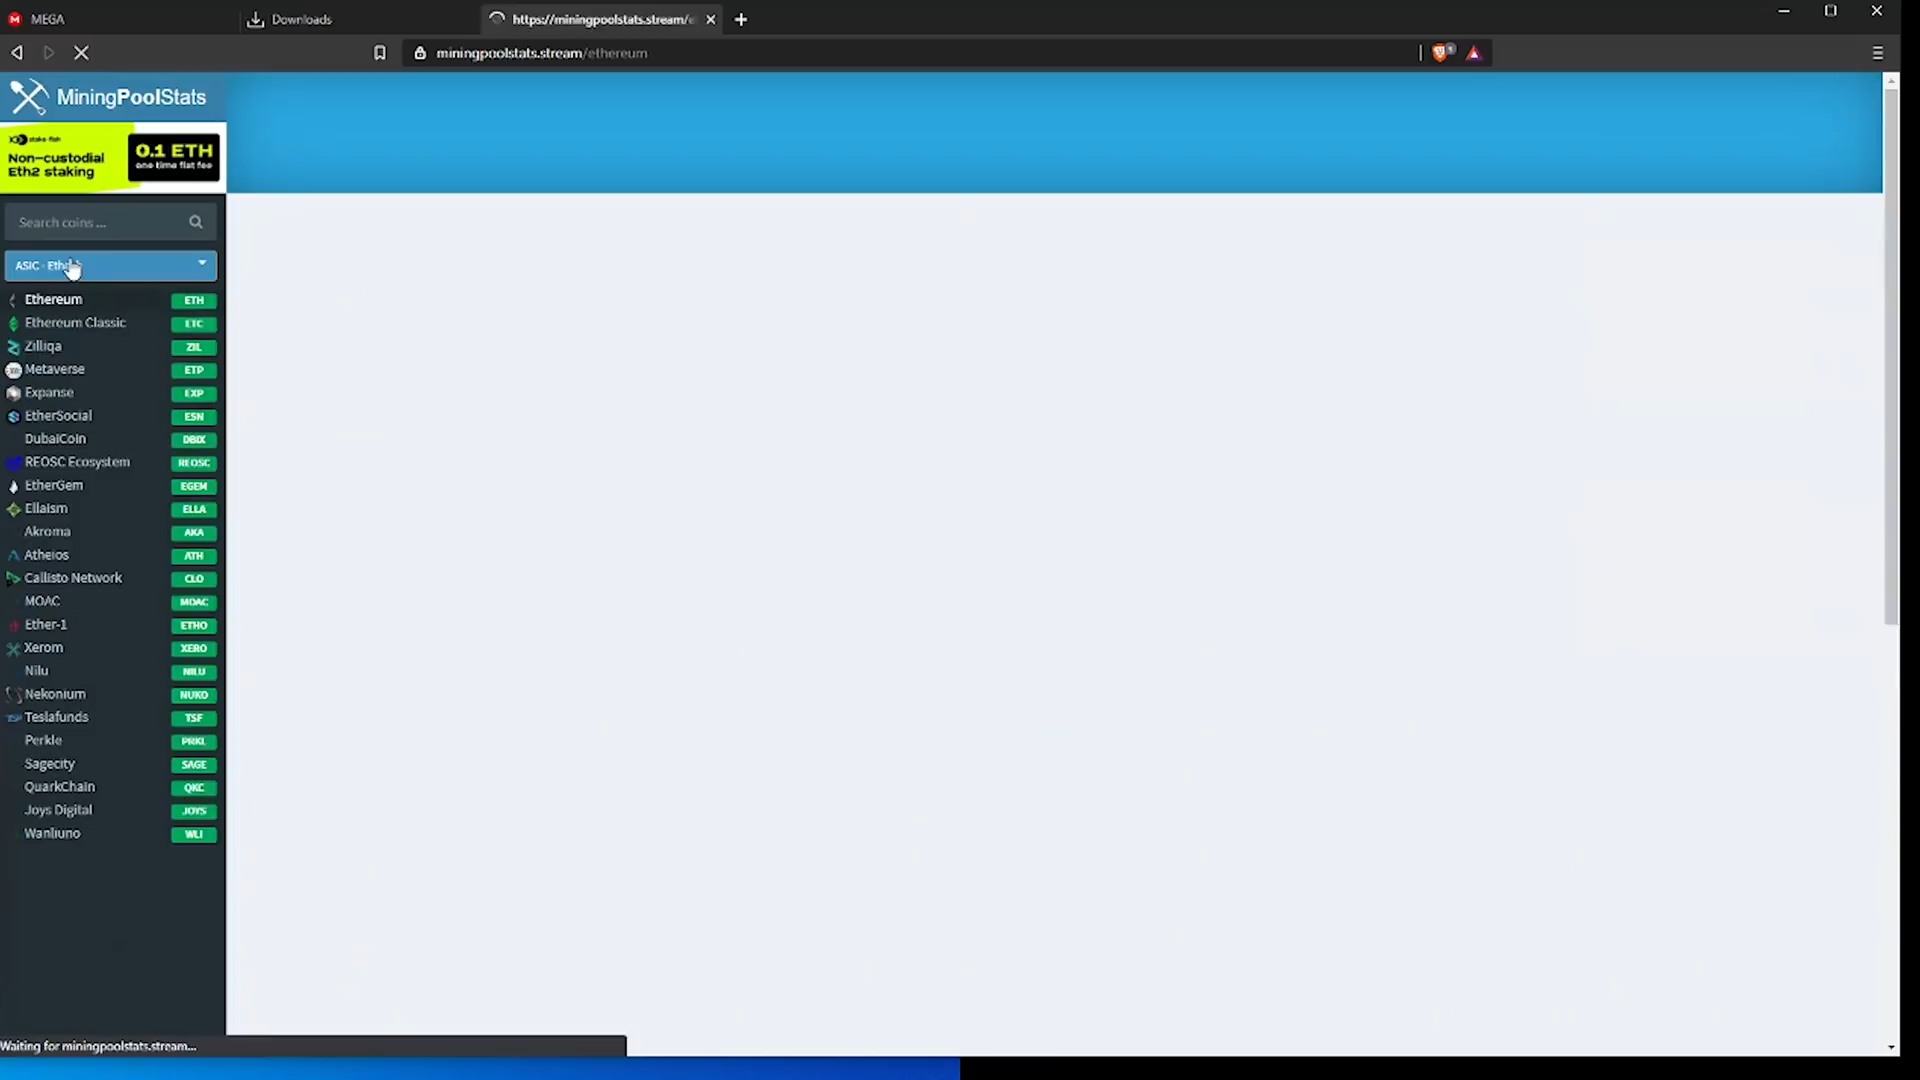 MEGA
Downloads
https://miningpoolstats.stream/e
miningpoolstats.stream/ethereum
MiningPoolStats
stake fish
Non-custodial
Eth2 staking
0.1 ETH
one time flat fee
Search coins ...
ASIC - Eth
Ethereum ETH
Ethereum Classic ETC
Zilliqa ZIL
Metaverse ETP
Expanse EXP
EtherSocial ESN
DubaiCoin DBIX
REOSC Ecosystem REOSC
EtherGem EGEM
Ellaism ELLA
Akroma AKA
Atheios ATH
Callisto Network CLO
MOAC MOAC
Ether-1 ETHO
Xerom XERO
Nilu NILU
Nekonium NUKO
Teslafunds TSF
Perkle PRKL
Sagecity SAGE
QuarkChain QKC
Joys Digital JOYS
Wanliuno WLI
Waiting for miningpoolstats.stream...